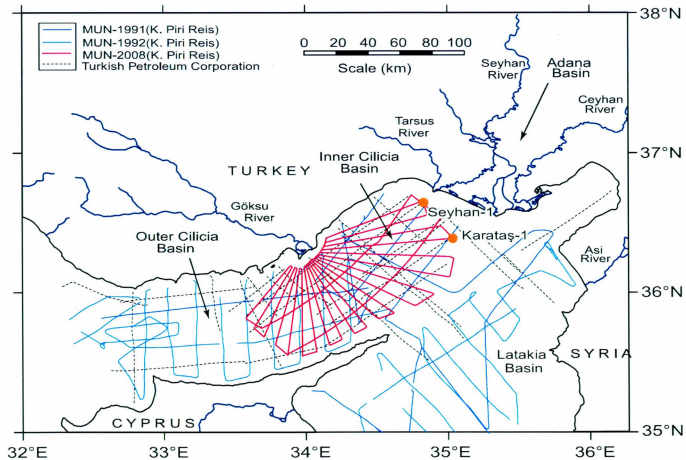 MUN-1991(K. Piri Reis)
MUN-1992(K. Piri Reis)
MUN-2008(K. Piri Reis)
Turkish Petroleum Corporation
0 20 40 60 80 100
Scale (km)
38°N
Seyhan
River
Adana
Basin
Ceyhan
River
Tarsus
River
37°N
TURKEY
Inner Cilicia
Basin
Göksu
River
Seyhan-1
Outer Cilicia
Basin
Karataş-1
Asi
River
36°N
Latakia
Basin
SYRIA
CYPRUS
35°N
32°E 33°E 34°E 35°E 36°E